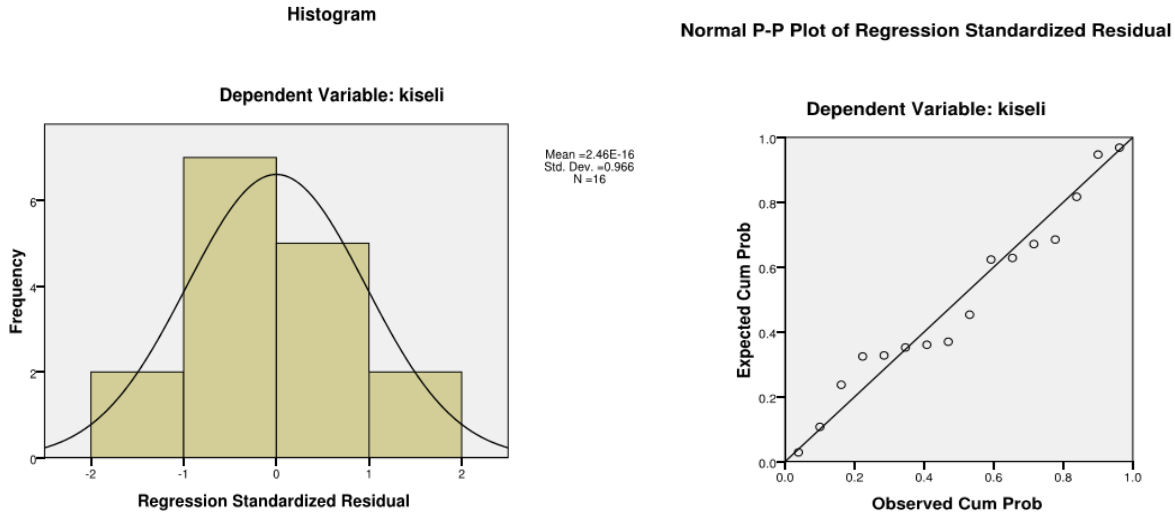 Histogram
Dependent Variable: kiseli
Mean =2.46E-16
Std. Dev. =0.966
N =16
Frequency
6
4
2
0
-2 -1 0 1 2
Regression Standardized Residual
Normal P-P Plot of Regression Standardized Residual
Dependent Variable: kiseli
Expected Cum Prob
1.0
0.8
0.6
0.4
0.2
0.0
0.0 0.2 0.4 0.6 0.8 1.0
Observed Cum Prob